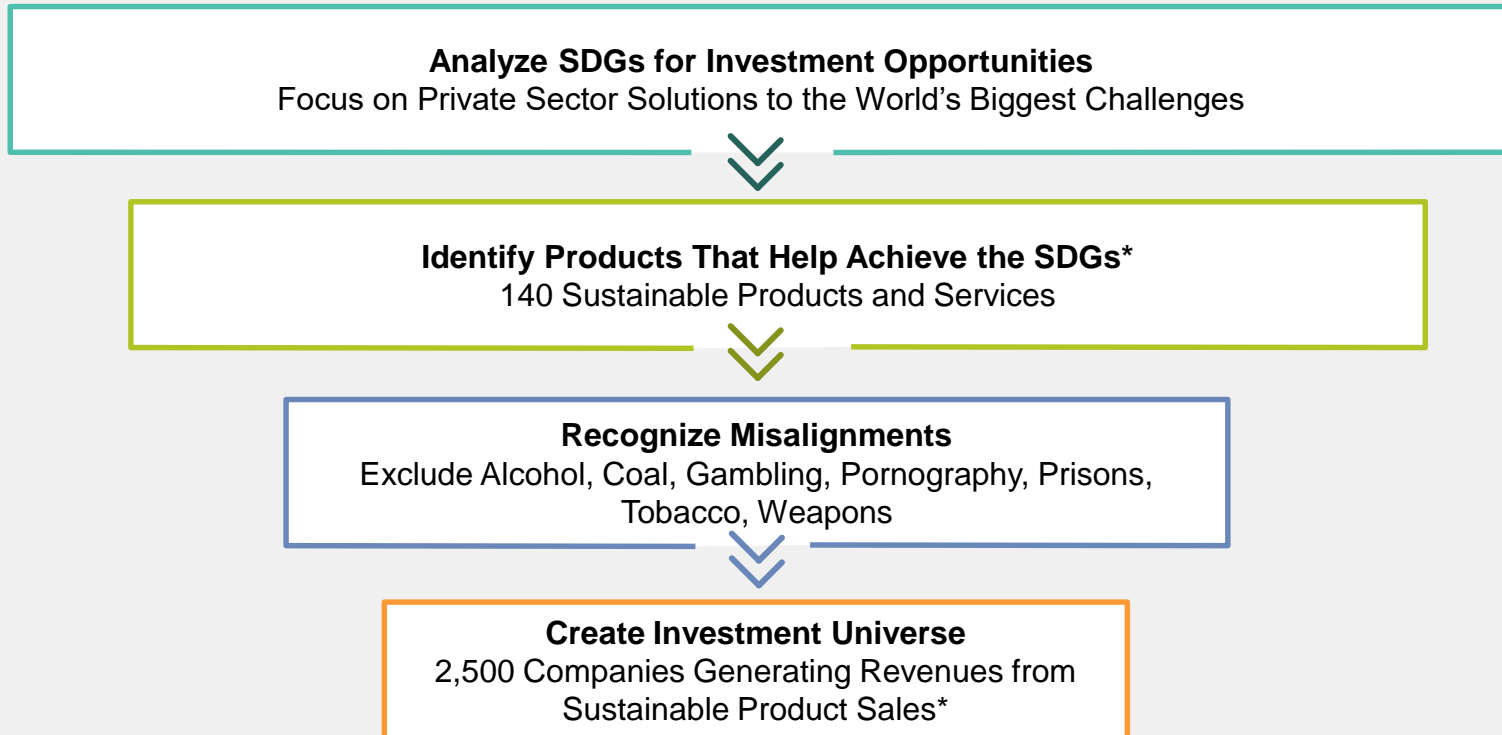 Analyze SDGs for Investment Opportunities
Focus on Private Sector Solutions to the World’s Biggest Challenges
Identify Products That Help Achieve the SDGs*
140 Sustainable Products and Services
Recognize Misalignments
Exclude Alcohol, Coal, Gambling, Pornography, Prisons,
Tobacco, Weapons
Create Investment Universe
2,500 Companies Generating Revenues from
Sustainable Product Sales*